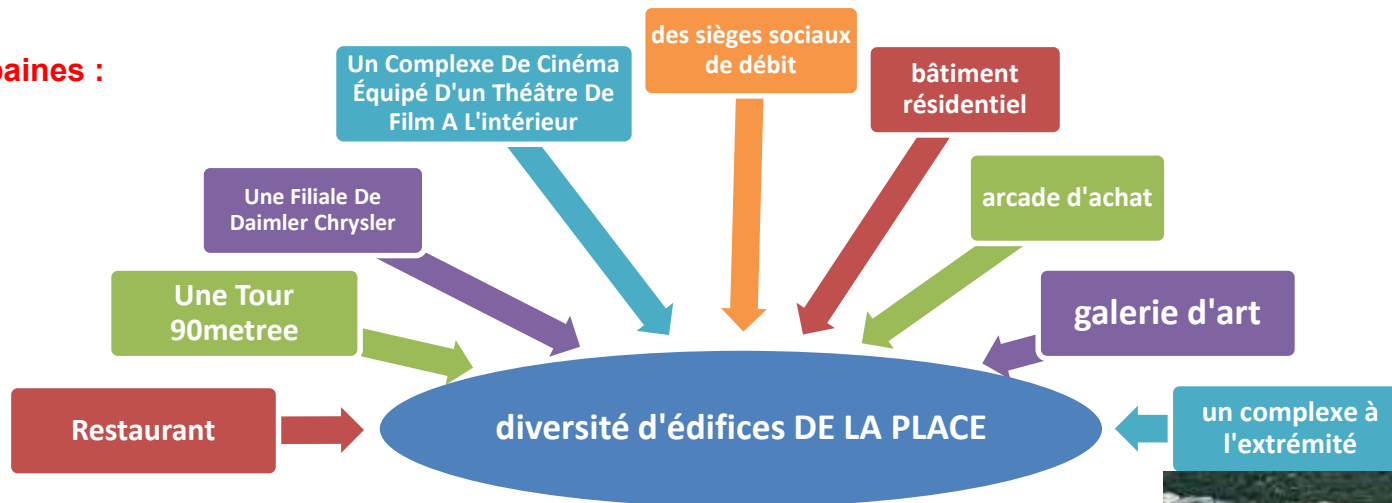 baines :
des sièges sociaux
de débit
Un Complexe De Cinéma
Équipé D'un Théâtre De
Film A L'intérieur
bâtiment
résidentiel
Une Filiale De
Daimler Chrysler
arcade d'achat
Une Tour
90metree
galerie d'art
Restaurant
diversité d'édifices DE LA PLACE
un complexe à
l'extrémité